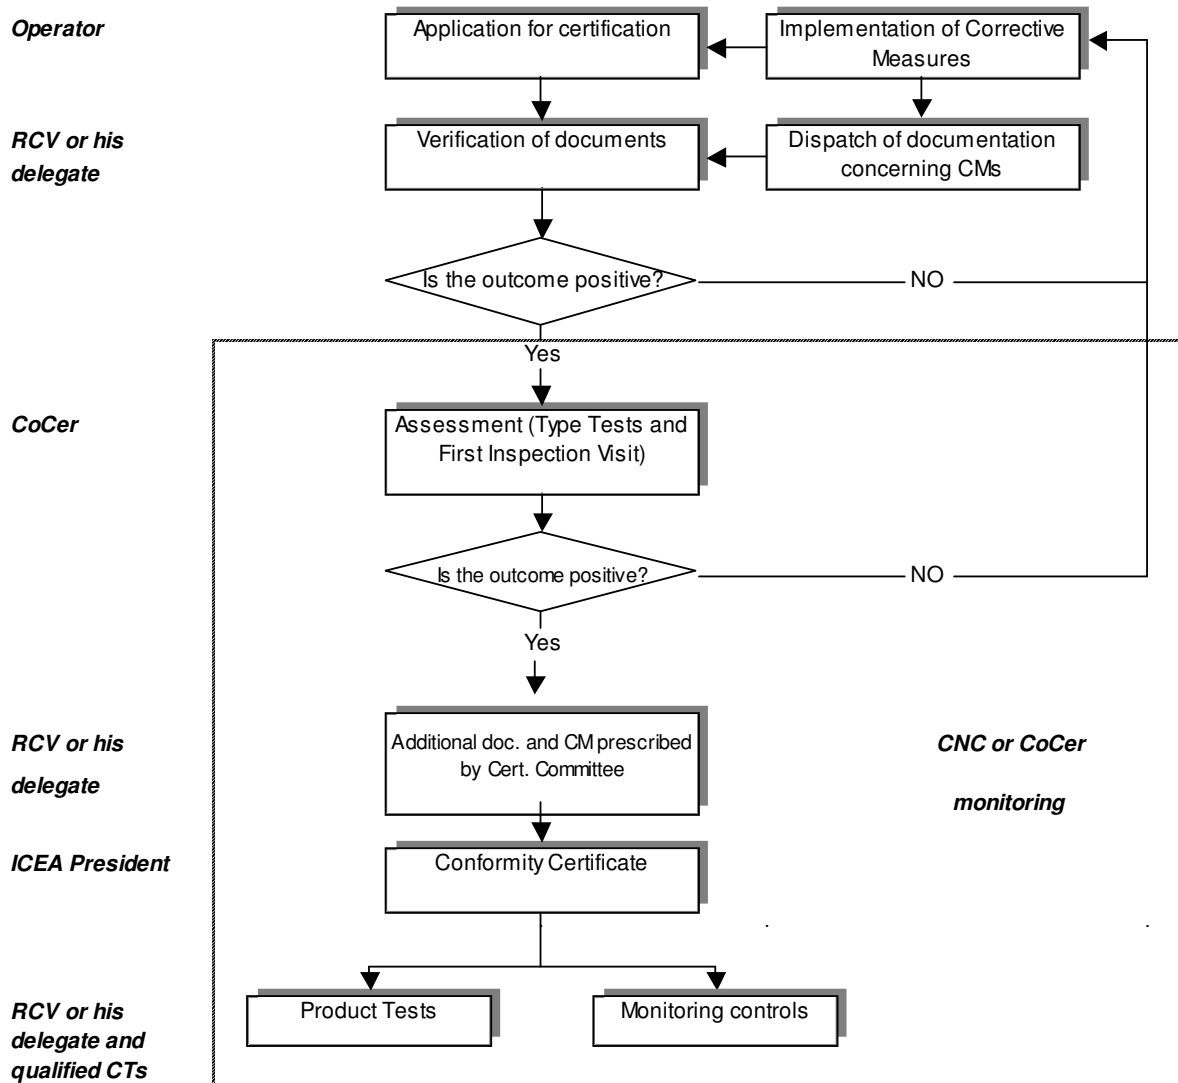 Operator
Application for certification
Implementation of Corrective
Measures
RCV or his
delegate
Verification of documents
Dispatch of documentation
concerning CMs
Is the outcome positive?
NO
Yes
CoCer
Assessment (Type Tests and
First Inspection Visit)
Is the outcome positive?
NO
Yes
RCV or his
delegate
Additional doc. and CM prescribed
by Cert. Committee
CNC or CoCer
monitoring
ICEA President
Conformity Certificate
RCV or his
delegate and
qualified CTs
Product Tests
Monitoring controls